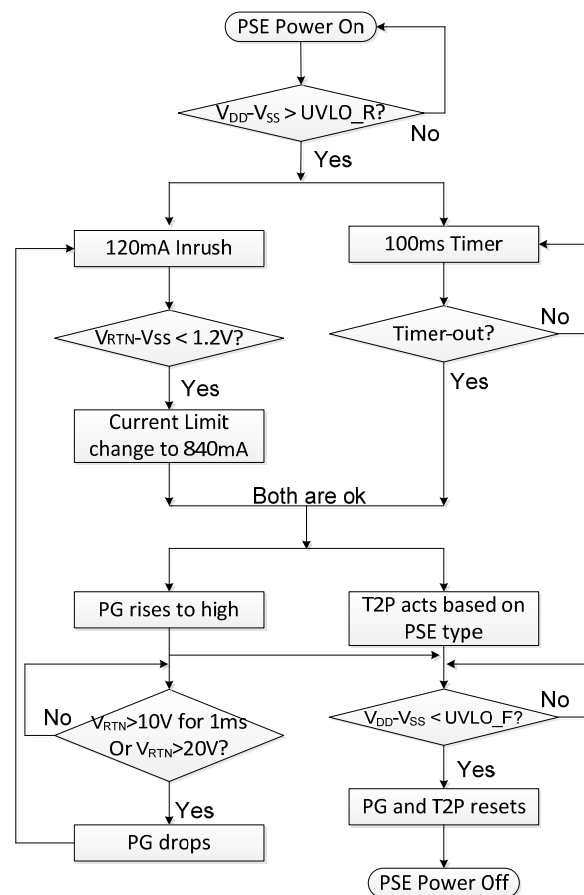 PSE Power On
VDD-VSS > UVLO_R?
No
Yes
120mA Inrush
100ms Timer
VRTN-VSS < 1.2V?
Timer-out?
No
Yes
Yes
Current Limit
change to 840mA
Both are ok
PG rises to high
T2P acts based on
PSE type
No
VRTN>10V for 1ms
Or VRTN>20V?
VDD-VSS < UVLO_F?
No
Yes
Yes
PG drops
PG and T2P resets
PSE Power Off